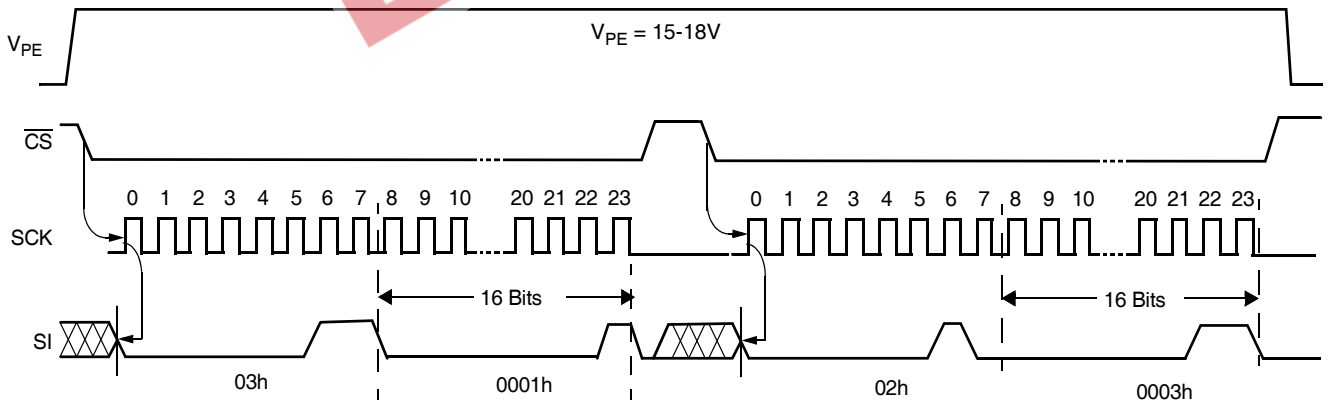 V_PE
V_PE = 15-18V
CS
0 1 2 3 4 5 6 7 8 9 10 20 21 22 23 0 1 2 3 4 5 6 7 8 9 10 20 21 22 23
SCK
16 Bits 16 Bits
SI
03h 0001h 02h 0003h